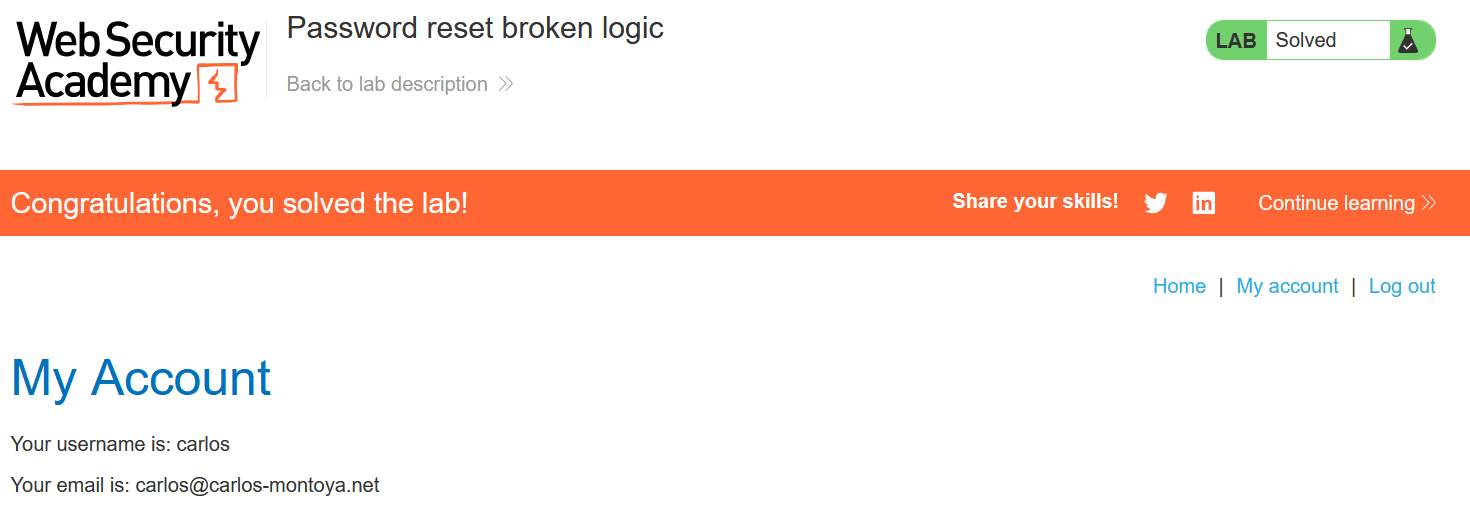 Web Security
Academy
Password reset broken logic
Back to lab description
LAB Solved
Congratulations, you solved the lab!
Share your skills!
Continue learning
Home | My account | Log out
My Account
Your username is: carlos
Your email is: carlos@carlos-montoya.net